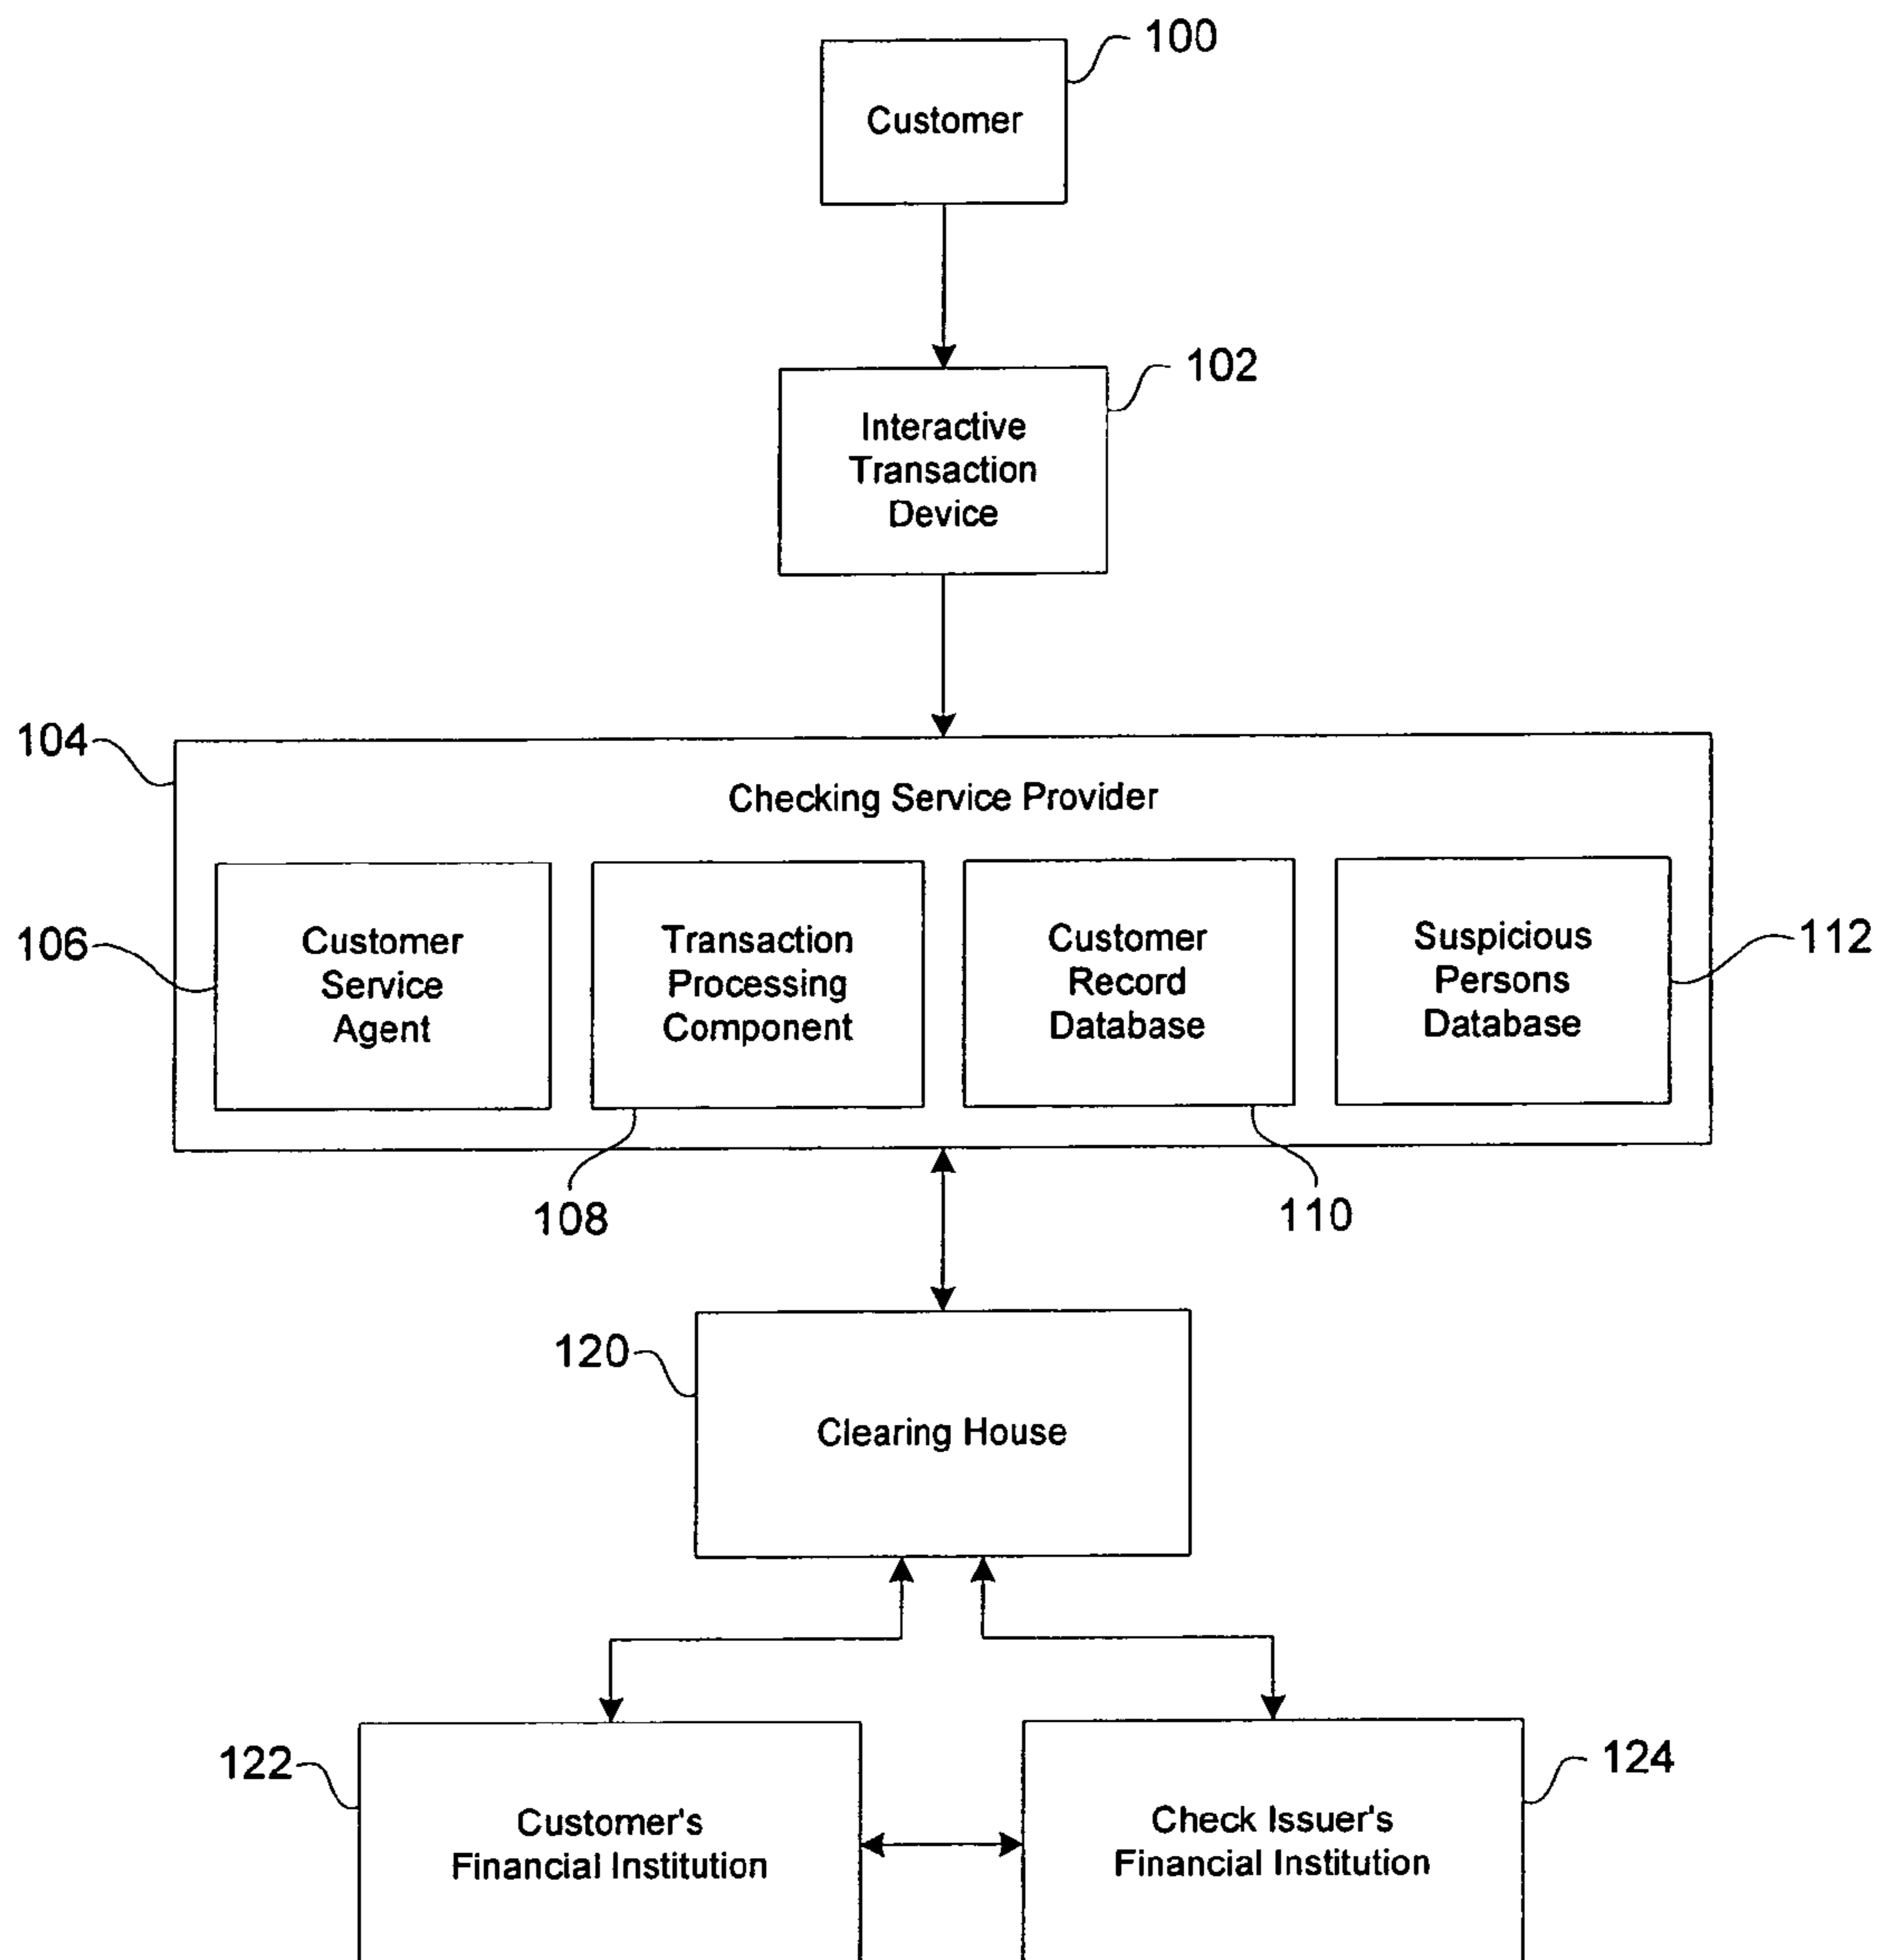 100
Customer
102
Interactive
Transaction
Device
104
Checking Service Provider
106
Customer
Service
Agent
Transaction
Processing
Component
Customer
Record
Database
Suspicious
Persons
Database
112
108
110
120
Clearing House
122
Customer's
Financial Institution
124
Check Issuer's
Financial Institution